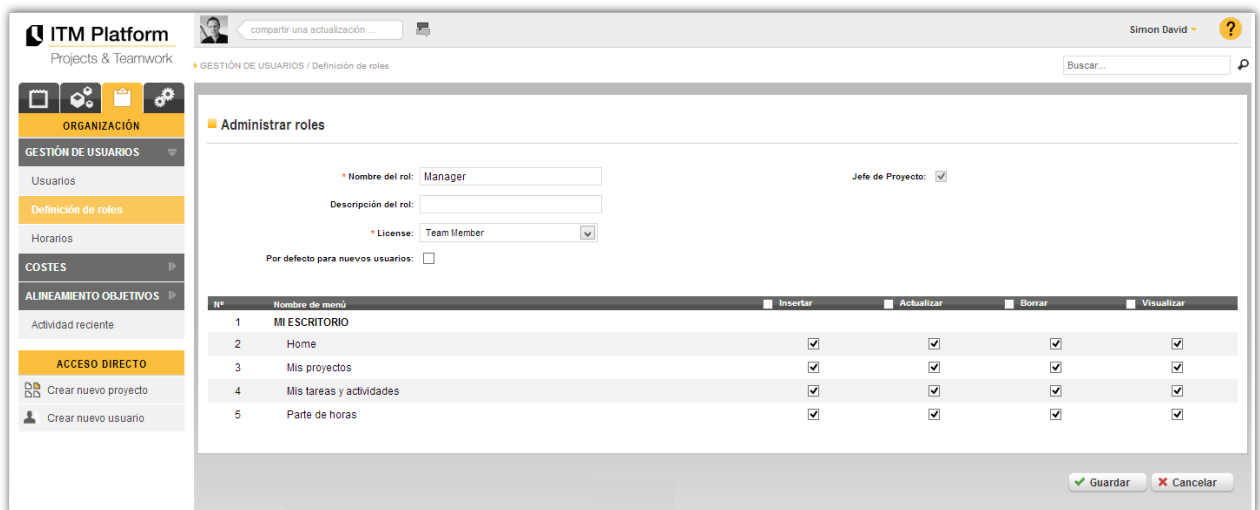 ITM Platform
Projects & Teamwork
compartir una actualización ...
Simon David
?
GESTIÓN DE USUARIOS / Definición de roles
Buscar...
ORGANIZACIÓN
GESTIÓN DE USUARIOS
Usuarios
Definición de roles
Horarios
COSTES
ALINEAMIENTO OBJETIVOS
Actividad reciente
ACCESO DIRECTO
Crear nuevo proyecto
Crear nuevo usuario
Administrar roles
* Nombre del rol: Manager
Jefe de Proyecto:
Descripción del rol:
* License: Team Member
Por defecto para nuevos usuarios:
Nº Nombre de menú Insertar Actualizar Borrar Visualizar
1 MI ESCRITORIO
2 Home
3 Mis proyectos
4 Mis tareas y actividades
5 Parte de horas
Guardar Cancelar